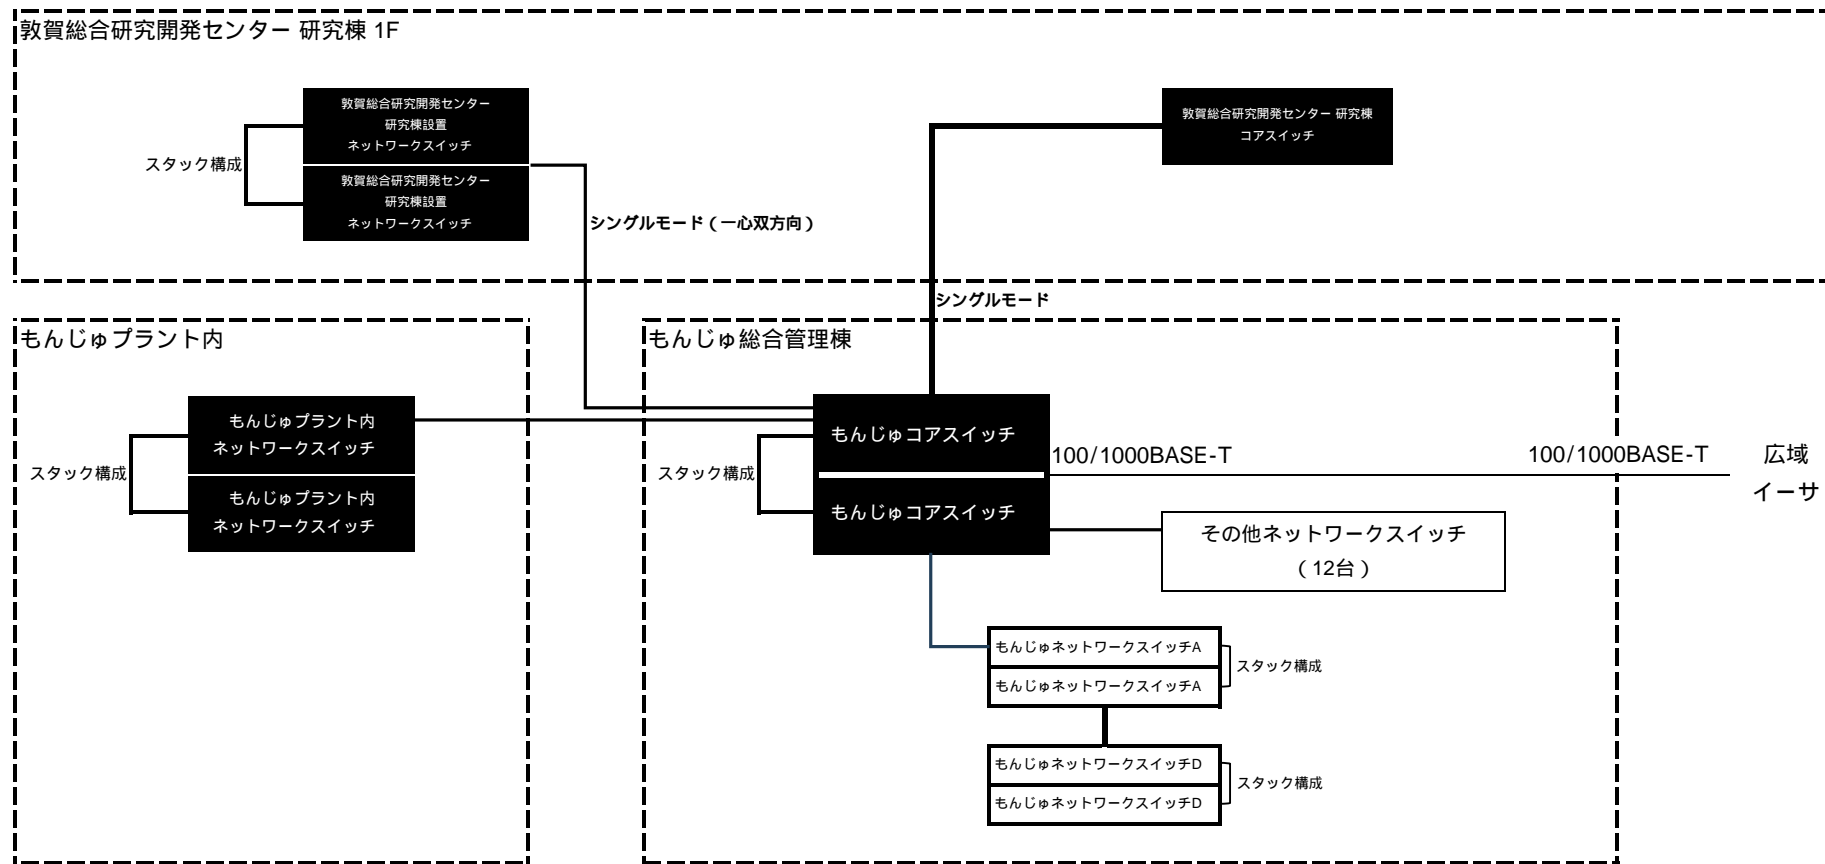 敦賀総合研究開発センター 研究棟 1F
敦賀総合研究開発センター
研究棟設置
ネットワークスイッチ
敦賀総合研究開発センター
研究棟設置
ネットワークスイッチ
スタック構成
敦賀総合研究開発センター 研究棟
コアスイッチ
シングルモード(一心双方向)
シングルモード
もんじゅプラント内
もんじゅプラント内
ネットワークスイッチ
もんじゅプラント内
ネットワークスイッチ
スタック構成
もんじゅ総合管理棟
もんじゅコアスイッチ
もんじゅコアスイッチ
スタック構成
100/1000BASE-T
100/1000BASE-T
広域
イーサ
その他ネットワークスイッチ
(12台)
もんじゅネットワークスイッチA
もんじゅネットワークスイッチA
スタック構成
もんじゅネットワークスイッチD
もんじゅネットワークスイッチD
スタック構成